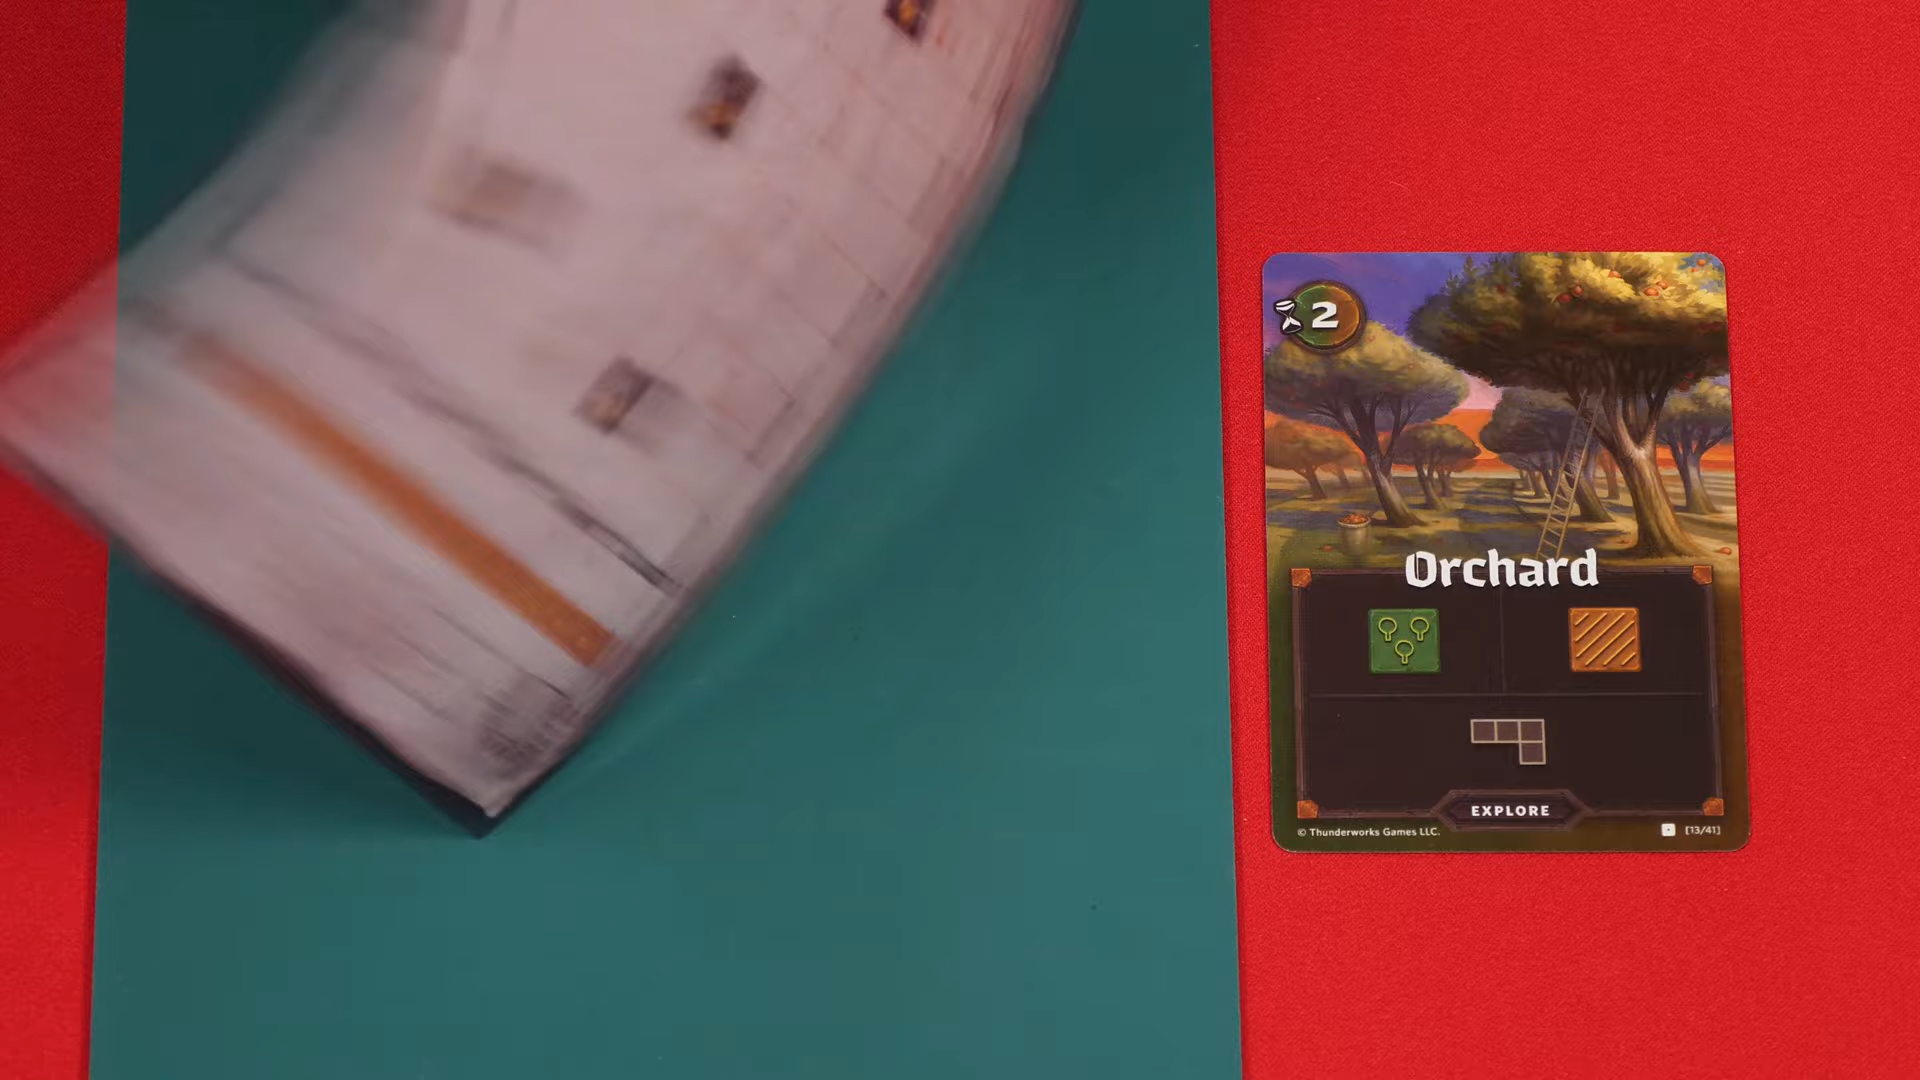 2
Orchard
EXPLORE
© Thunderworks Games LLC.
[13/41]